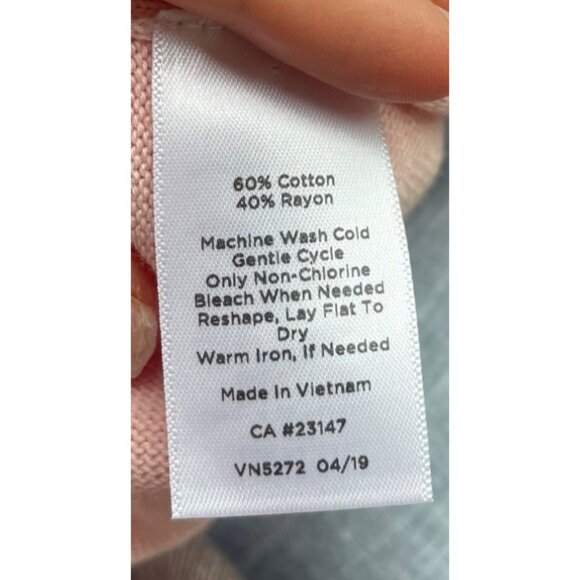 60% Cotton
40% Rayon
Machine Wash Cold
Gentle Cycle
Only Non-Chlorine
Bleach When Needed
Reshape, Lay Flat To
Dry
Warm Iron, If Needed
Made In Vietnam
CA #23147
VN5272 04/19